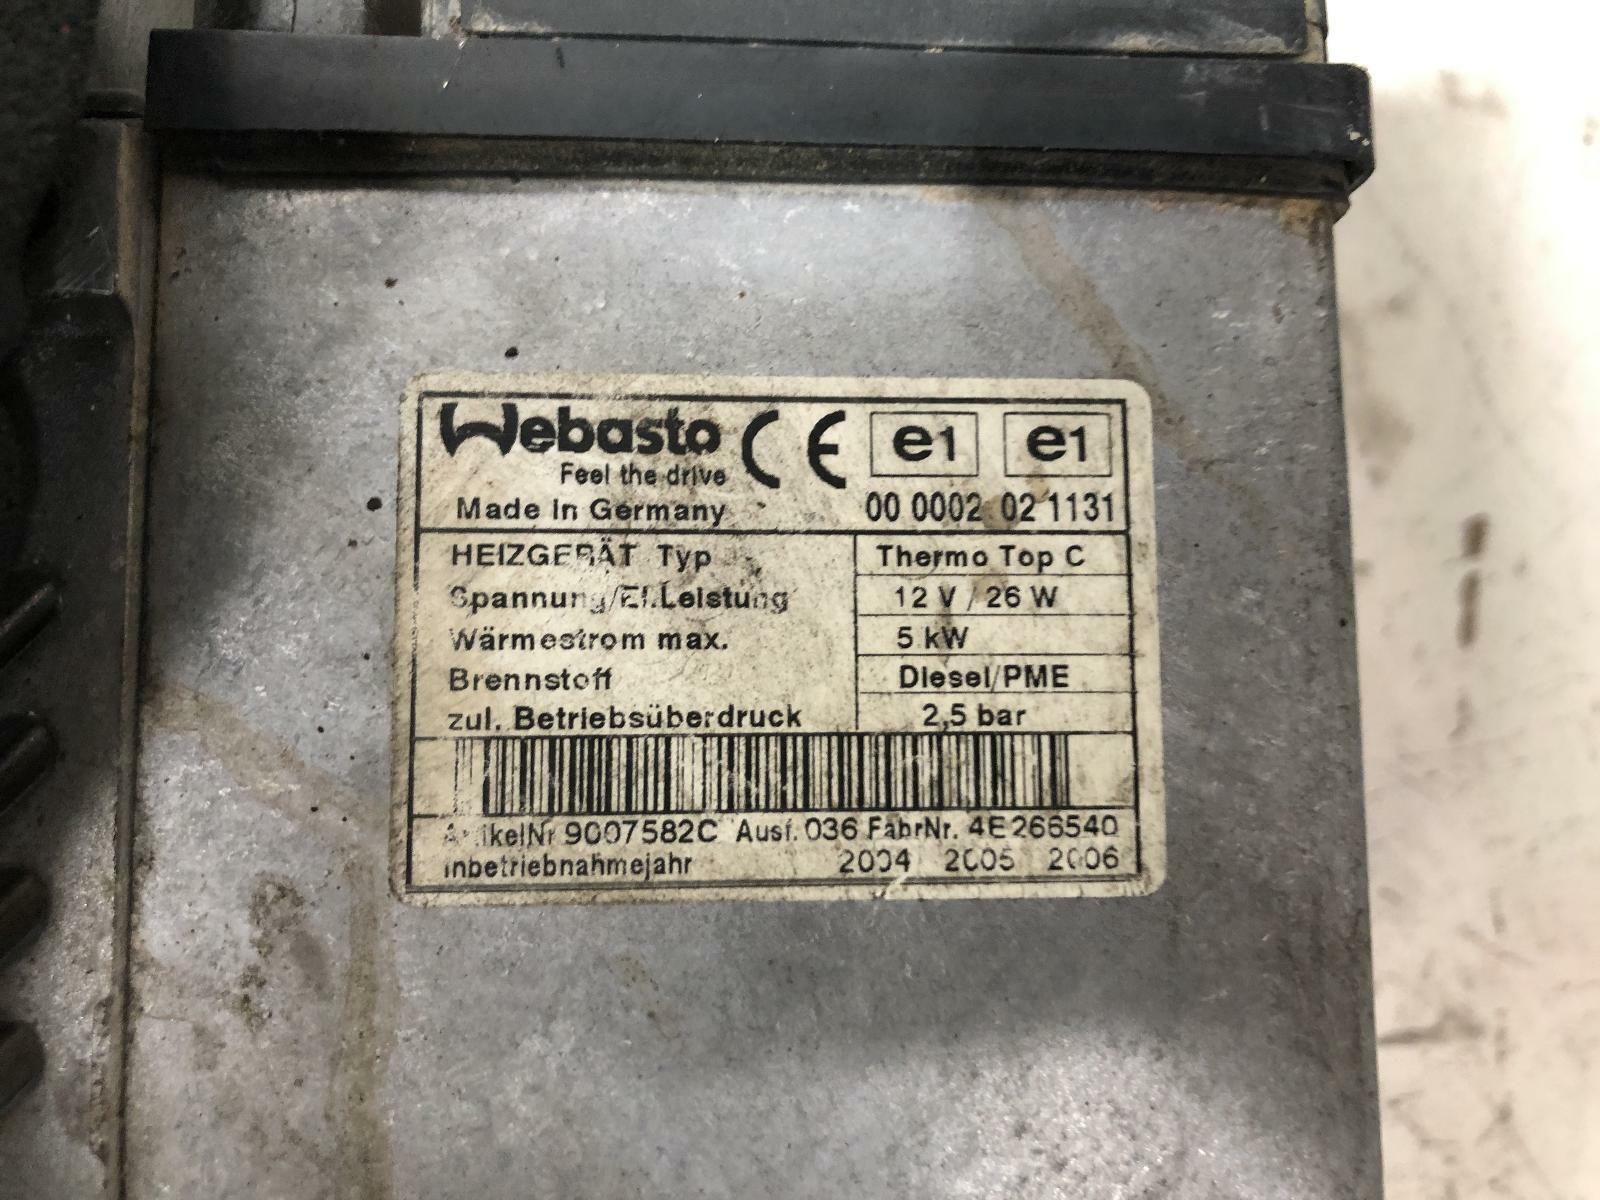 Webasto CE e1 e1
Feel the drive
Made in Germany 00 0002 02 1131
HEIZGERÄT Typ Thermo Top C
Spannung/El.Leistung 12 V / 26 W
Wärmestrom max. 5 kW
Brennstoff Diesel/PME
zul. Betriebsüberdruck 2,5 bar
ArtikelNr 9007582C Ausf. 036 FabrNr. 4E266540
Inbetriebnahmejahr 2004 2005 2006